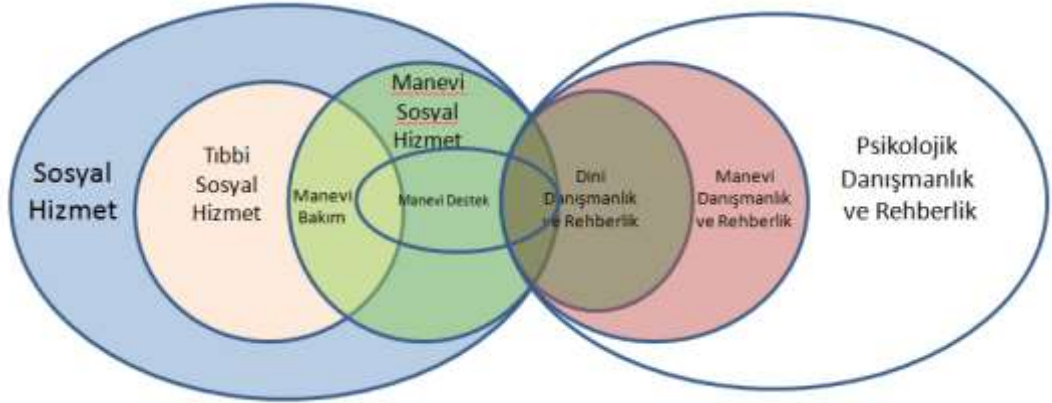 Sosyal
Hizmet
Tıbbi
Sosyal
Hizmet
Manevi
Bakım
Manevi
Sosyal
Hizmet
Manevi Destek
Dini
Danışmanlık
ve Rehberlik
Manevi
Danışmanlık
ve Rehberlik
Psikolojik
Danışmanlık
ve Rehberlik